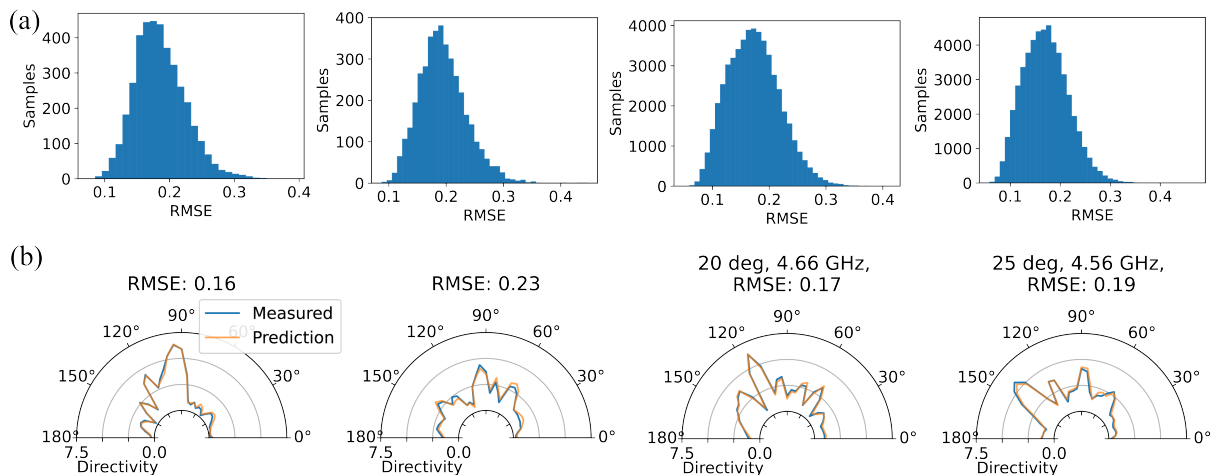 (a)
400
300
200
100
0
Samples
0.1 0.2 0.3 0.4
RMSE
400
300
200
100
0
Samples
0.1 0.2 0.3 0.4
RMSE
4000
3000
2000
1000
0
Samples
0.1 0.2 0.3 0.4
RMSE
4000
3000
2000
1000
0
Samples
0.1 0.2 0.3 0.4
RMSE
(b)
RMSE: 0.16
Measured
Prediction
90°
120° 60°
150° 30°
180° 0°
7.5 0.0
Directivity
RMSE: 0.23
90°
120° 60°
150° 30°
180° 0°
7.5 0.0
Directivity
20 deg, 4.66 GHz,
RMSE: 0.17
90°
120° 60°
150° 30°
180° 0°
7.5 0.0
Directivity
25 deg, 4.56 GHz,
RMSE: 0.19
90°
120° 60°
150° 30°
180° 0°
7.5 0.0
Directivity